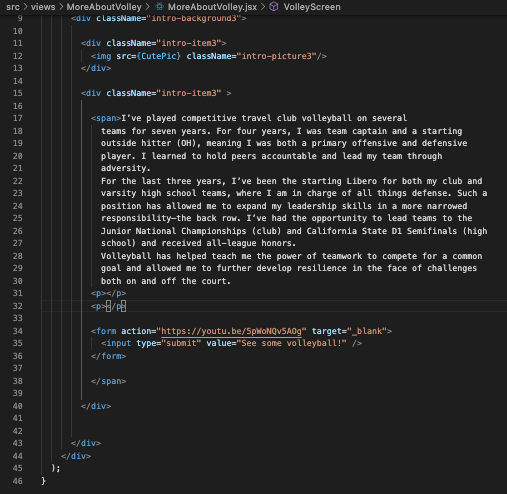 src > views > MoreAboutVolley > MoreAboutVolley.jsx > VolleyScreen
9 <div className="intro-background3">
10
11 <div className="intro-item3">
12 <img src={CutePic} className="intro-picture3"/>
13 </div>
14
15 <div className="intro-item3" >
16
17 <span>I've played competitive travel club volleyball on several
18 teams for seven years. For four years, I was team captain and a starting
19 outside hitter (OH), meaning I was both a primary offensive and defensive
20 player. I learned to hold peers accountable and lead my team through
21 adversity.
22 For the last three years, I've been the starting Libero for both my club and
23 varsity high school teams, where I am in charge of all things defense. Such a
24 position has allowed me to expand my leadership skills in a more narrowed
25 responsibility—the back row. I've had the opportunity to lead teams to the
26 Junior National Championships (club) and California State D1 Semifinals (high
27 school) and received all-league honors.
28 Volleyball has helped teach me the power of teamwork to compete for a common
29 goal and allowed me to further develop resilience in the face of challenges
30 both on and off the court.
31 <p></p>
32 <p></p>
33
34 <form action="https://youtu.be/5pWoNQv5AOg" target="_blank">
35 <input type="submit" value="See some volleyball!" />
36 </form>
37
38 </span>
39
40 </div>
41
42
43 </div>
44 </div>
45 );
46 }